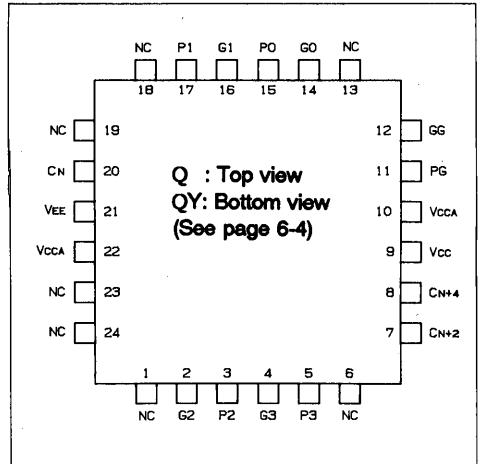 NC P1 G1 P0 G0 NC
18 17 16 15 14 13
NC 19 12 GG
CN 20 11 PG
VEE 21 10 VCCA
VCCA 22 9 VCC
NC 23 8 CN+4
NC 24 7 CN+2
Q : Top view
QY: Bottom view
(See page 6-4)
1 2 3 4 5 6
NC G2 P2 G3 P3 NC